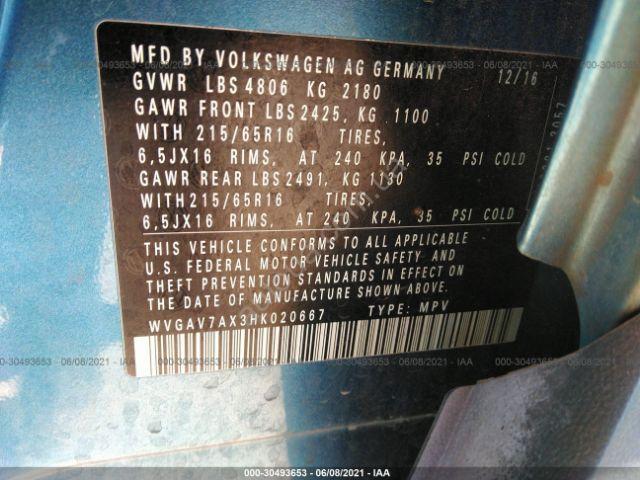 MFD BY VOLKSWAGEN AG GERMANY 12/16
GVWR LBS 4806 KG 2180
GAWR FRONT LBS 2425, KG 1100
WITH 215/65R16 TIRES,
6,5JX16 RIMS, AT 240 KPA, 35 PSI COLD
GAWR REAR LBS 2491, KG 1130
WITH 215/65R16 TIRES,
6,5JX16 RIMS, AT 240 KPA, 35 PSI COLD
THIS VEHICLE CONFORMS TO ALL APPLICABLE
U.S. FEDERAL MOTOR VEHICLE SAFETY AND
THEFT PREVENTION STANDARDS IN EFFECT ON
THE DATE OF MANUFACTURE SHOWN ABOVE.
WVGAV7AX3HK020667 TYPE: MPV
000-30493653 - 06/08/2021 - IAA